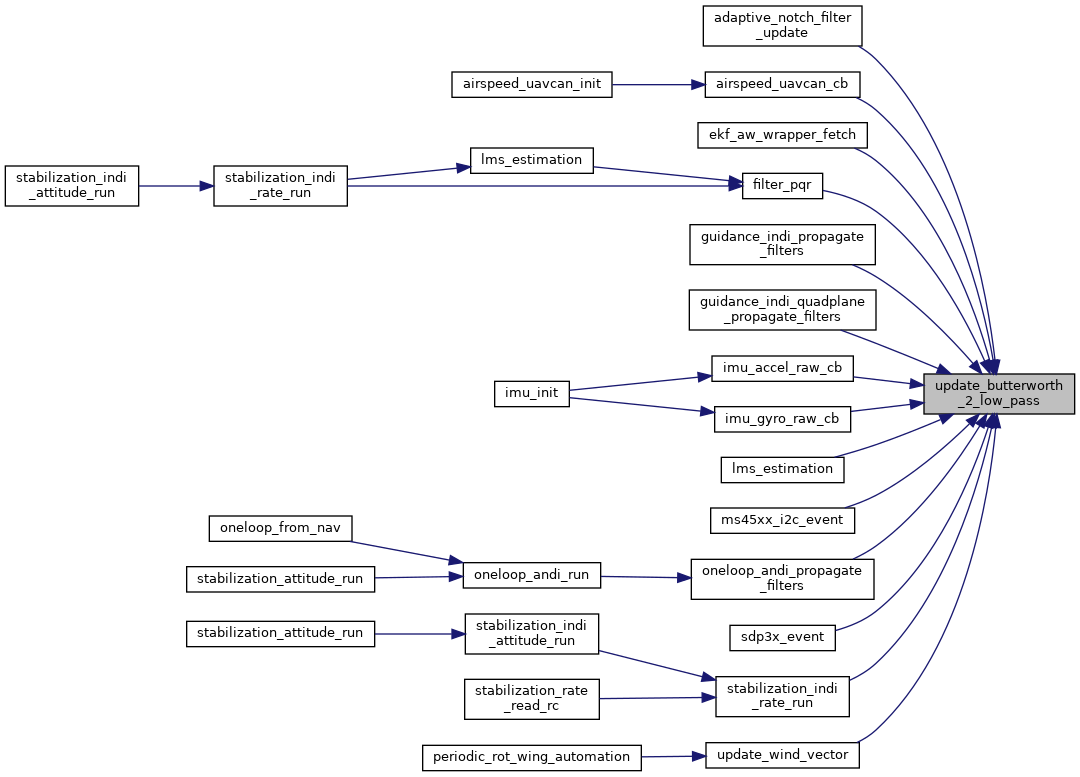 adaptive_notch_filter
_update
airspeed_uavcan_init
airspeed_uavcan_cb
ekf_aw_wrapper_fetch
lms_estimation
stabilization_indi
_attitude_run
stabilization_indi
_rate_run
filter_pqr
guidance_indi_propagate
_filters
guidance_indi_quadplane
_propagate_filters
imu_accel_raw_cb
imu_init
update_butterworth
_2_low_pass
imu_gyro_raw_cb
lms_estimation
ms45xx_i2c_event
oneloop_from_nav
stabilization_attitude_run
oneloop_andi_run
oneloop_andi_propagate
_filters
stabilization_attitude_run
stabilization_indi
_attitude_run
sdp3x_event
stabilization_rate
_read_rc
stabilization_indi
_rate_run
periodic_rot_wing_automation
update_wind_vector